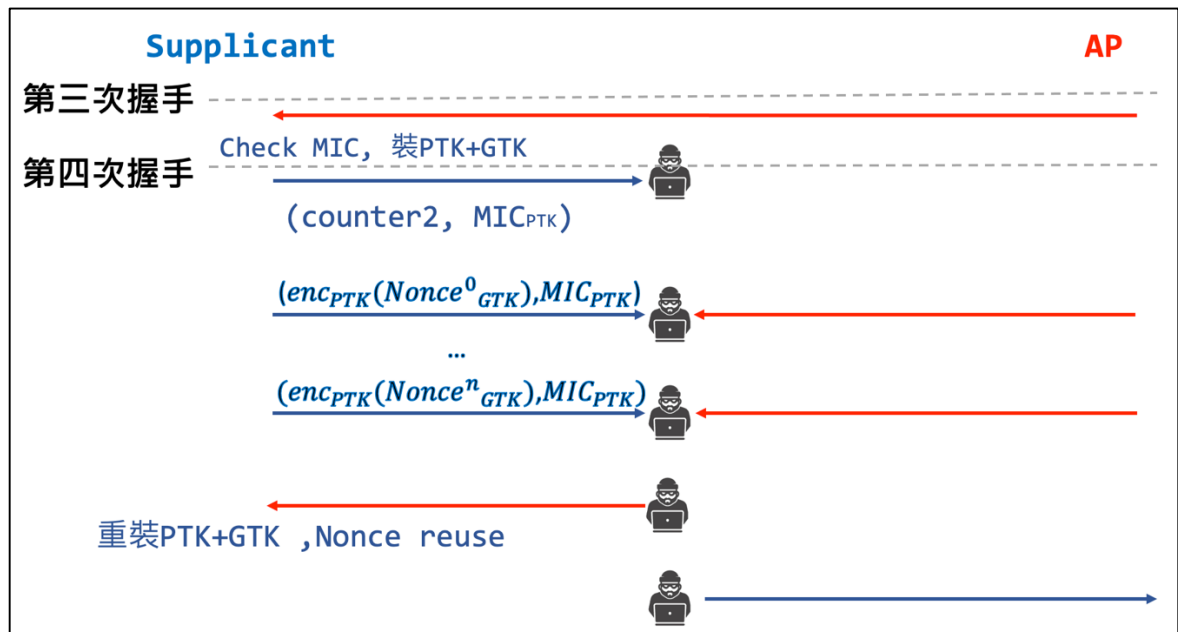 Supplicant AP
第三次握手
Check MIC, 裝PTK+GTK
第四次握手
(counter2, MICPTK)
(encPTK(Nonce⁰GTK),MICPTK)
…
(encPTK(NonceⁿGTK),MICPTK)
重裝PTK+GTK ,Nonce reuse